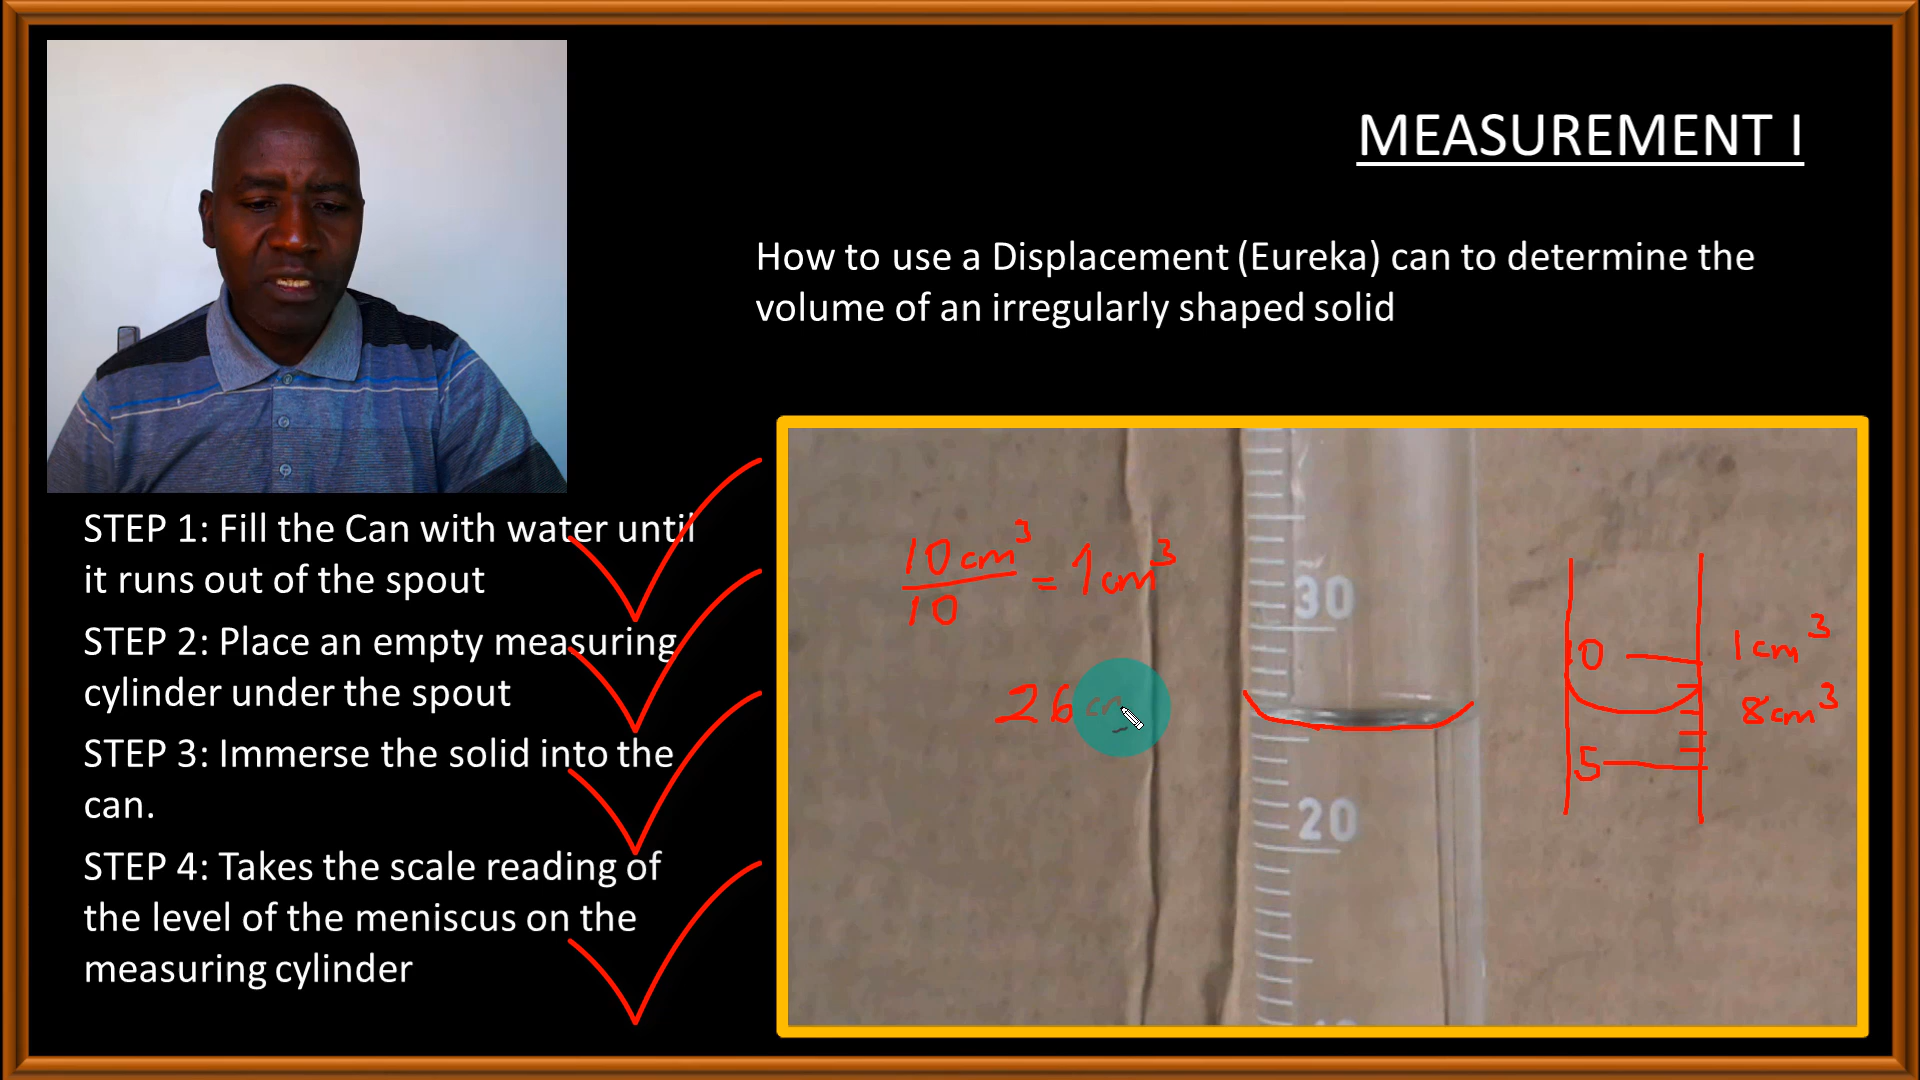 MEASUREMENT I
How to use a Displacement (Eureka) can to determine the
volume of an irregularly shaped solid
STEP 1: Fill the Can with water until
it runs out of the spout
STEP 2: Place an empty measuring
cylinder under the spout
STEP 3: Immerse the solid into the
can.
STEP 4: Takes the scale reading of
the level of the meniscus on the
measuring cylinder
10cm³/10 = 1cm³
26cm
30
20
10
5
1cm³
8cm³